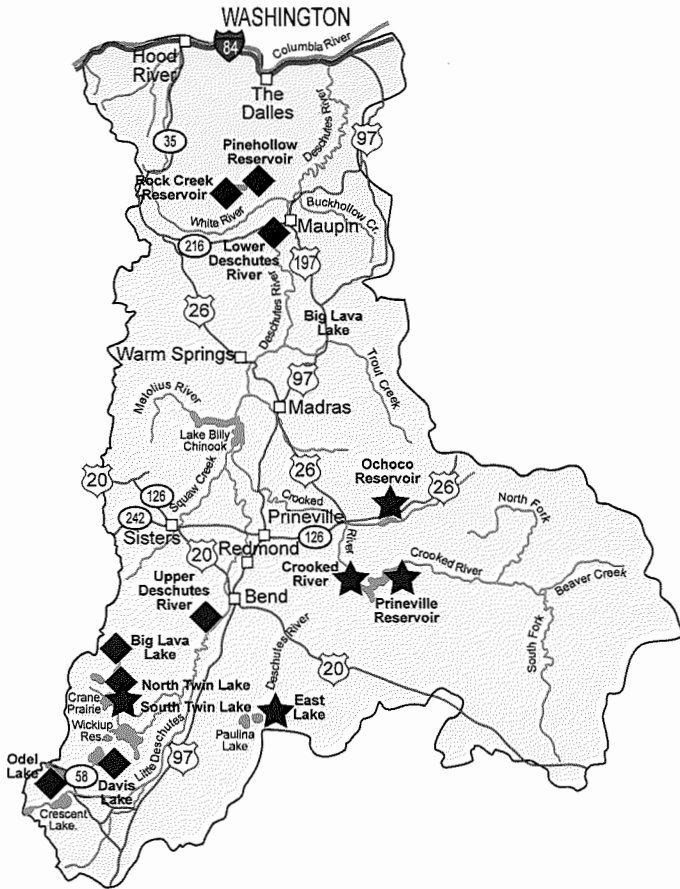 WASHINGTON
Columbia River
84
Hood
River
The
Dalles
Deschutes River
97
35
Pinehollow
Reservoir
Rock Creek
Reservoir
White River
Buckhollow Cr.
Maupin
216
Lower
Deschutes
River
197
Deschutes River
26
Big Lava
Lake
Warm Springs
97
Trout Creek
Metolius River
Madras
Lake Billy
Chinook
20
Squaw Creek
26
Ochoco
Reservoir
26
126
Crooked
North Fork
242
Prineville
Sisters
126
River
20
Redmond
Crooked River
Crooked
River
Beaver Creek
Upper
Deschutes
River
Prineville
Reservoir
Bend
South Fork
Big Lava
Lake
Deschutes River
20
North Twin Lake
Crane
Prairie
South Twin Lake
East
Lake
Wickiup
Res.
Paulina
Lake
Little Deschutes
97
Odel
Lake
58
Davis
Lake
Crescent
Lake.